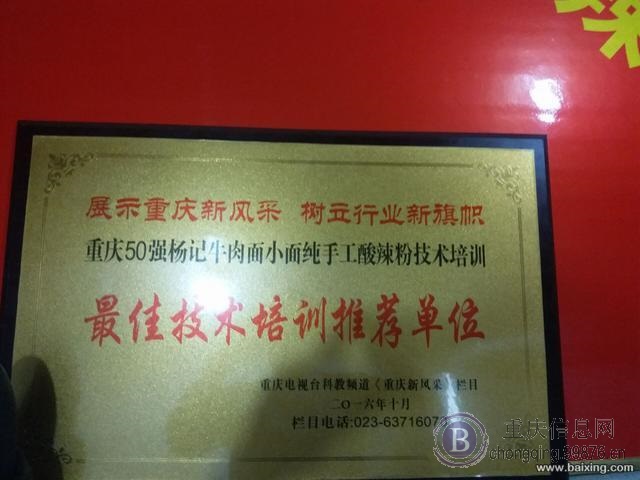 辣
展示重庆新风采 树立行业新旗帜
重庆50强杨记牛肉面小面纯手工酸辣粉技术培训
最佳技术培训推荐单位
重庆电视台科教频道《重庆新风采》栏目
二〇一六年十月
栏目电话:023-6371607
B
重庆信息网
www.baixing.com